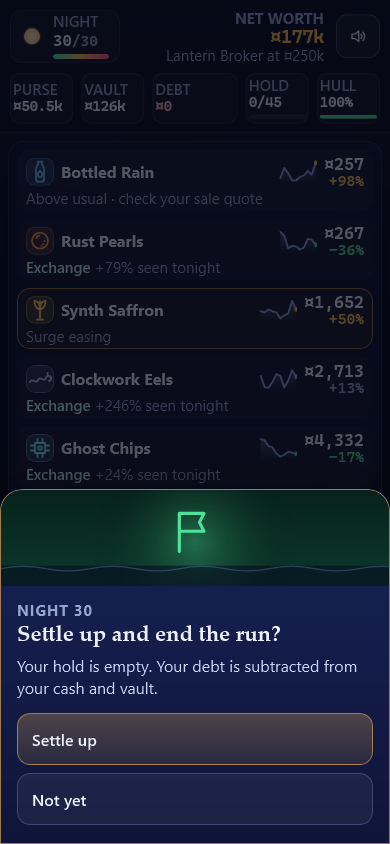 NIGHT
30/30
NET WORTH
¤177k
Lantern Broker at ¤250k
PURSE
¤50.5k
VAULT
¤126k
DEBT
¤0
HOLD
0/45
HULL
100%
Bottled Rain
¤257
+98%
Above usual · check your sale quote
Rust Pearls
¤267
−36%
Exchange +79% seen tonight
Synth Saffron
¤1,652
+50%
Surge easing
Clockwork Eels
¤2,713
+13%
Exchange +246% seen tonight
Ghost Chips
¤4,332
−17%
Exchange +24% seen tonight
NIGHT 30
Settle up and end the run?
Your hold is empty. Your debt is subtracted from
your cash and vault.
Settle up
Not yet